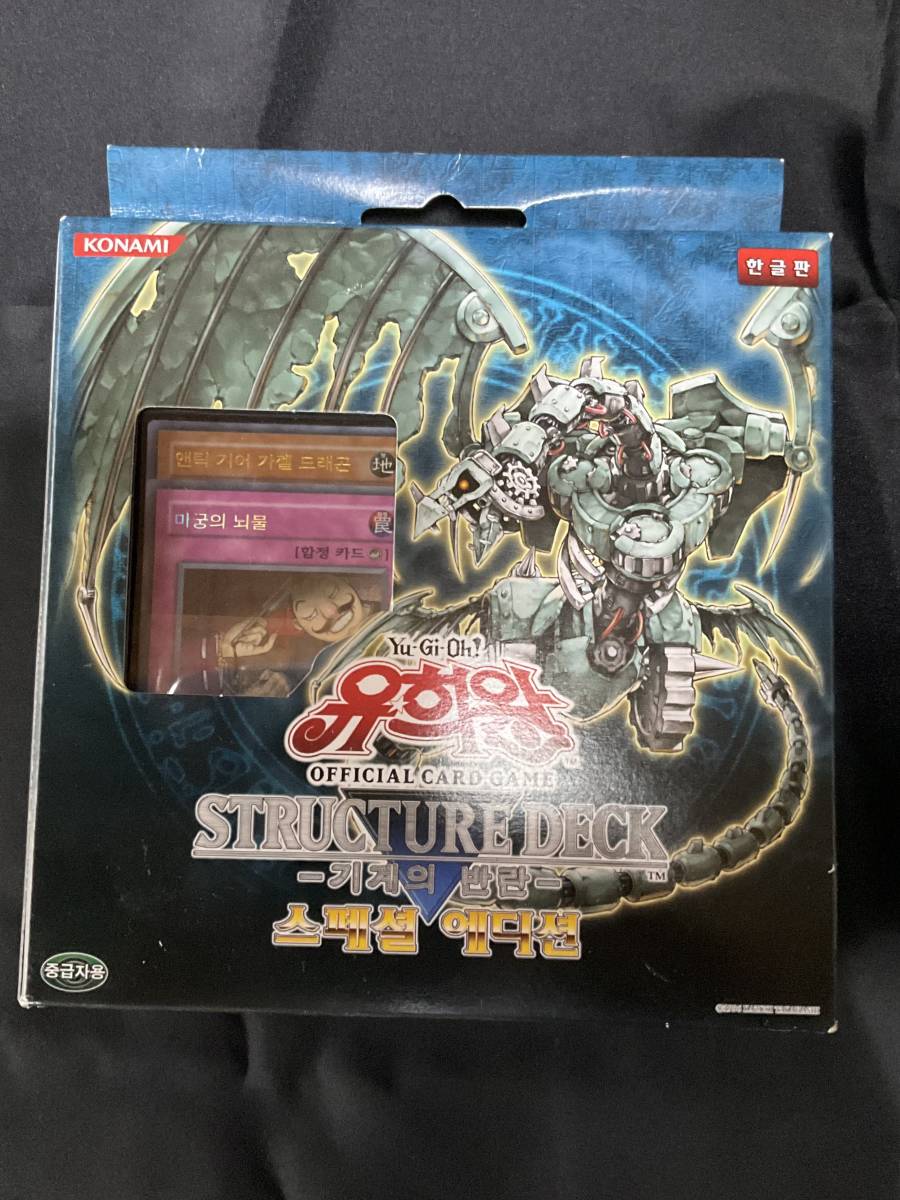 KONAMI
한글판
앤틱 기어 가젤 드래곤
地
미궁의 뇌물
罠
[함정 카드
]
Yu-Gi-Oh!
유희왕
OFFICIAL CARD GAME
STRUCTURE DECK
-기계의 반란-
TM
스페셜 에디션
중급자용